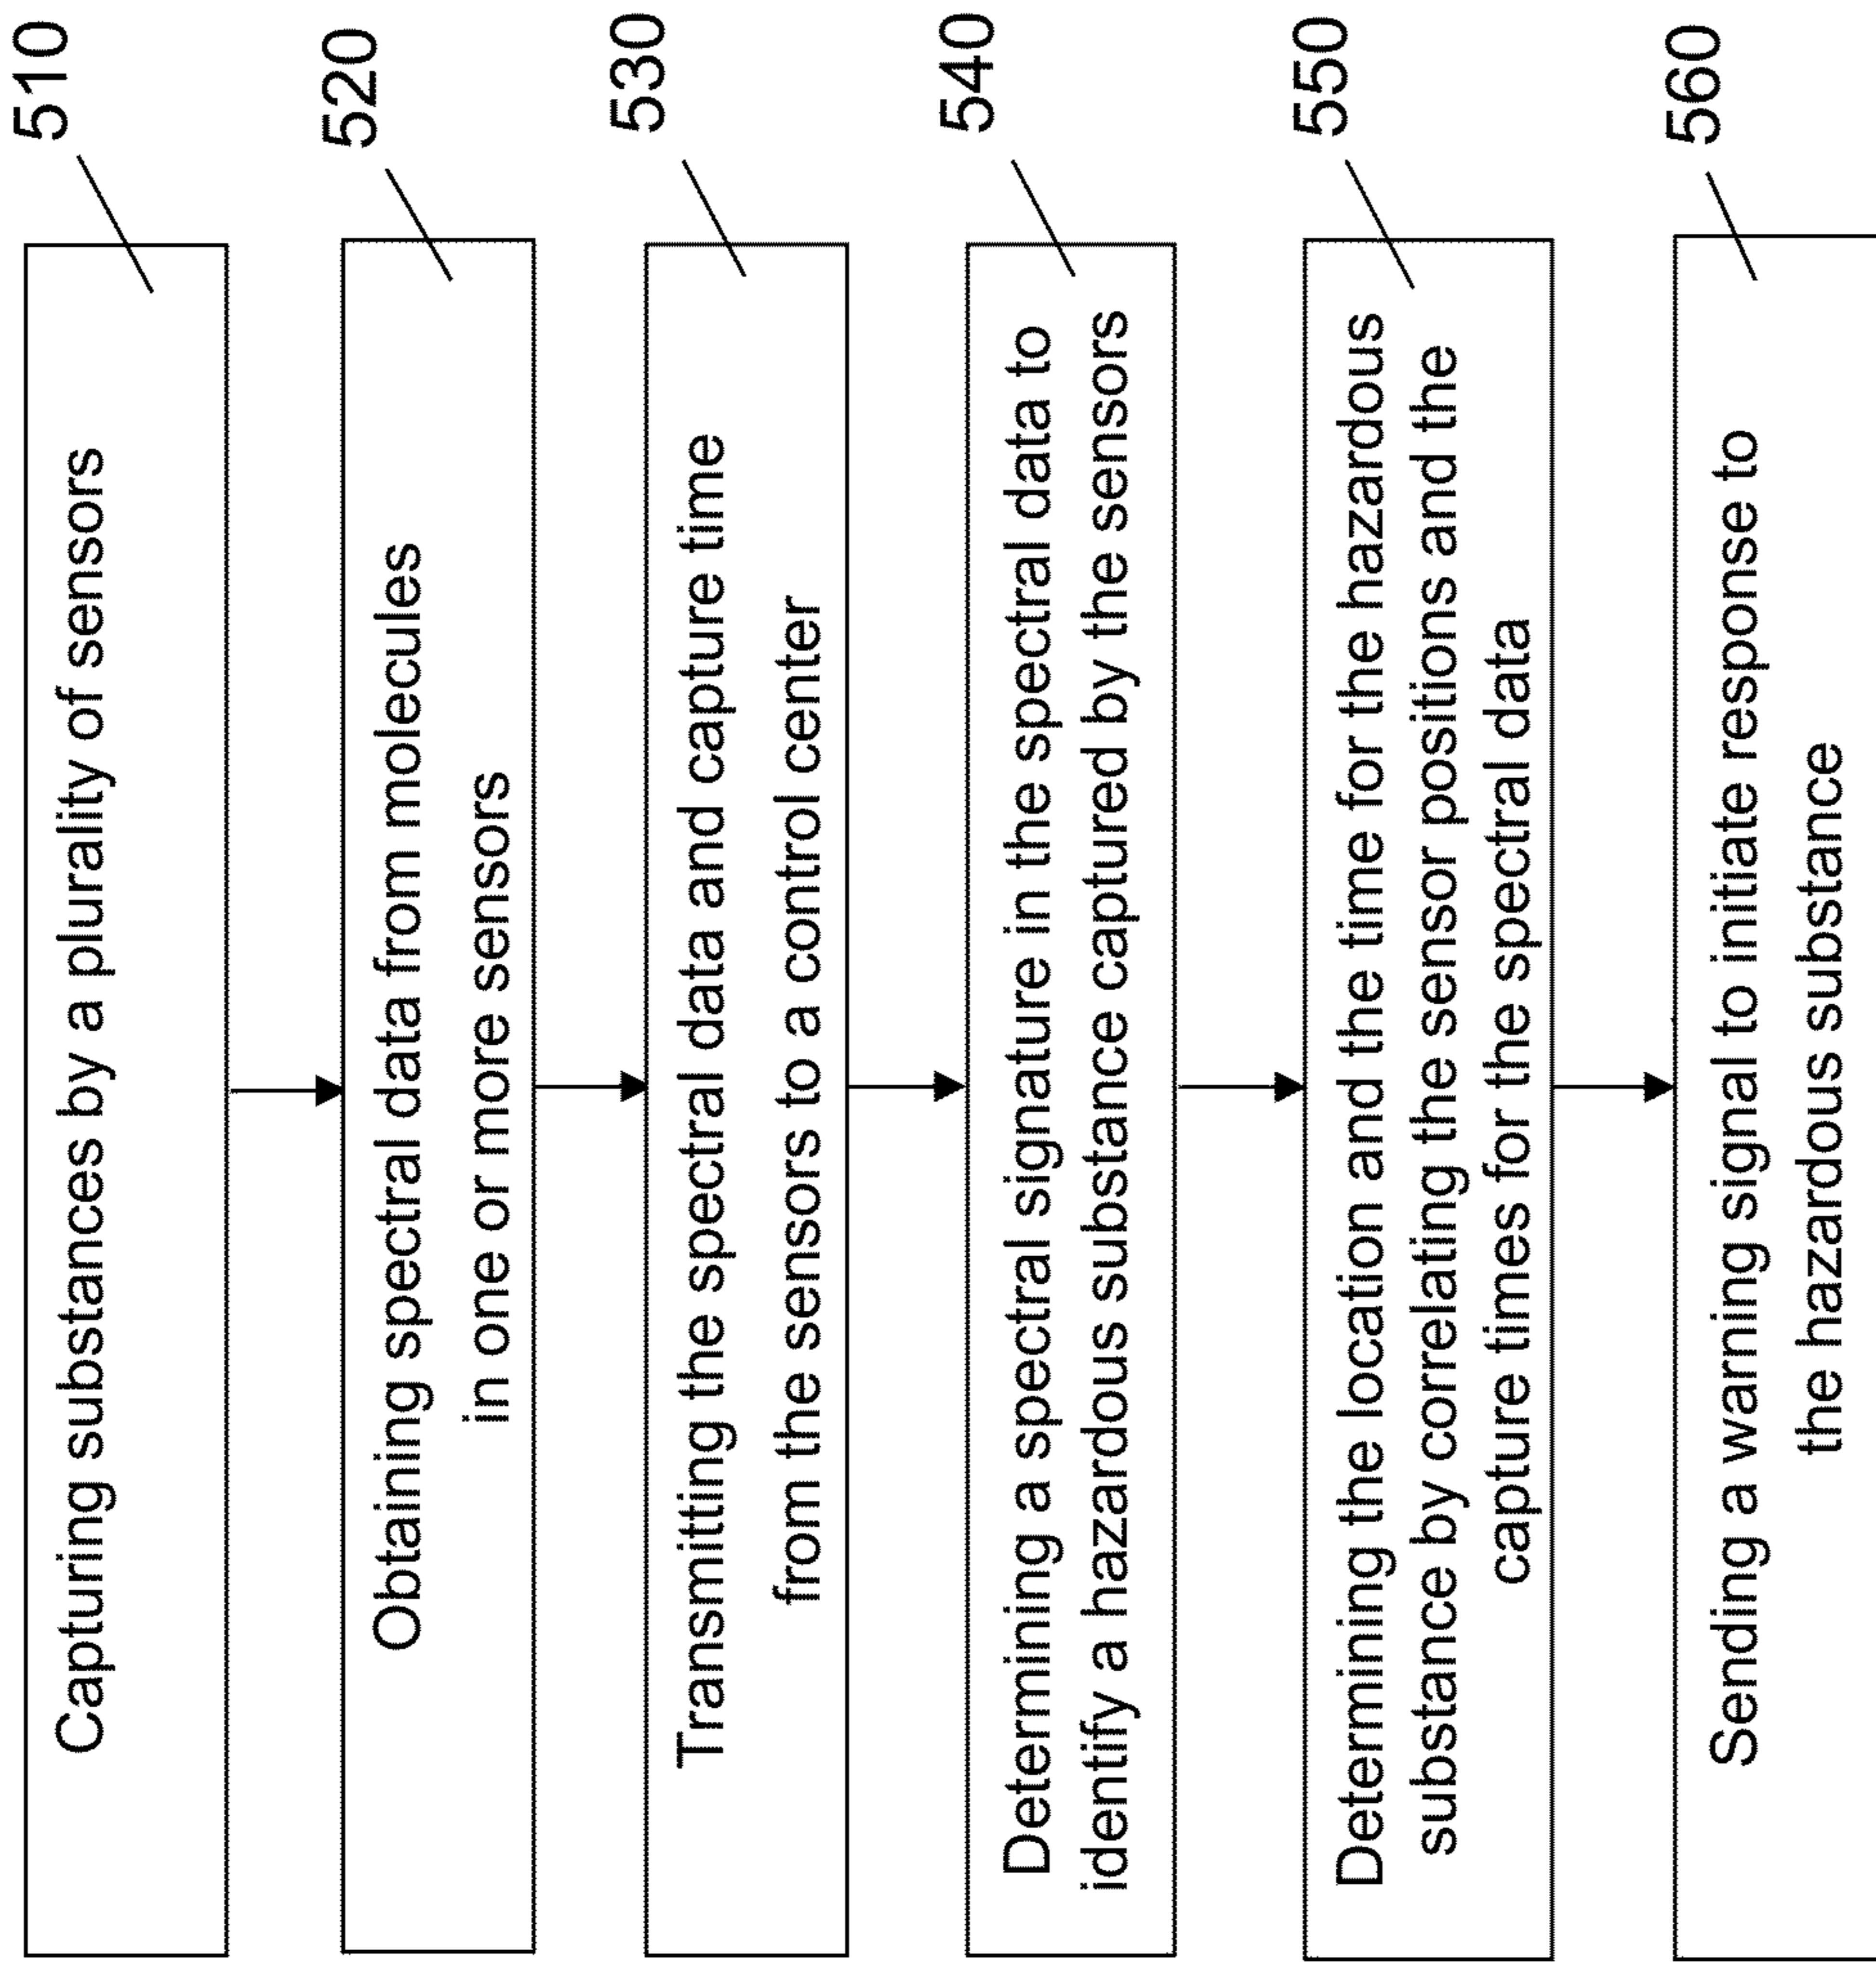 510
Capturing substances by a plurality of sensors
520
Obtaining spectral data from molecules
in one or more sensors
530
Transmitting the spectral data and capture time
from the sensors to a control center
540
Determining a spectral signature in the spectral data to
identify a hazardous substance captured by the sensors
550
Determining the location and the time for the hazardous
substance by correlating the sensor positions and the
capture times for the spectral data
560
Sending a warning signal to initiate response to
the hazardous substance